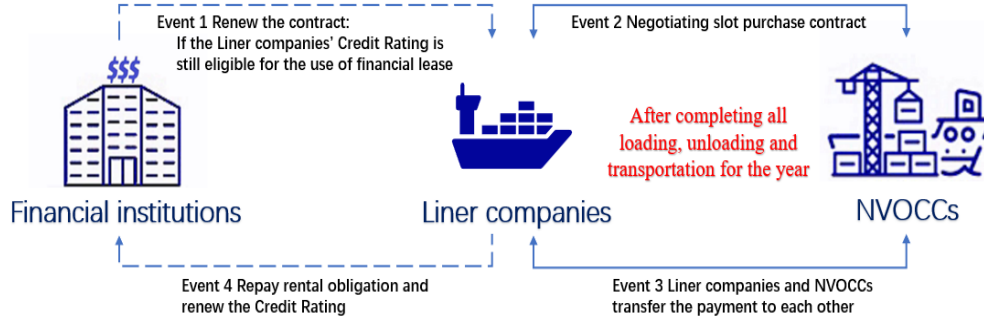 Event 1 Renew the contract:
If the Liner companies' Credit Rating is
still eligible for the use of financial lease
Event 2 Negotiating slot purchase contract
$$$
After completing all
loading, unloading and
transportation for the year
Financial institutions
Liner companies
NVOCCs
Event 4 Repay rental obligation and
renew the Credit Rating
Event 3 Liner companies and NVOCCs
transfer the payment to each other